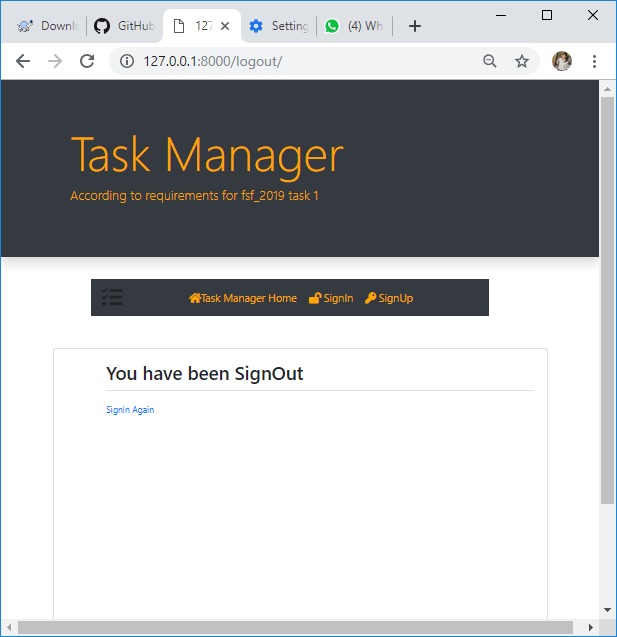 Downl GitHub 127 Setting (4) Wh
127.0.0.1:8000/logout/
Task Manager
According to requirements for fsf_2019 task 1
Task Manager Home SignIn SignUp
You have been SignOut
SignIn Again